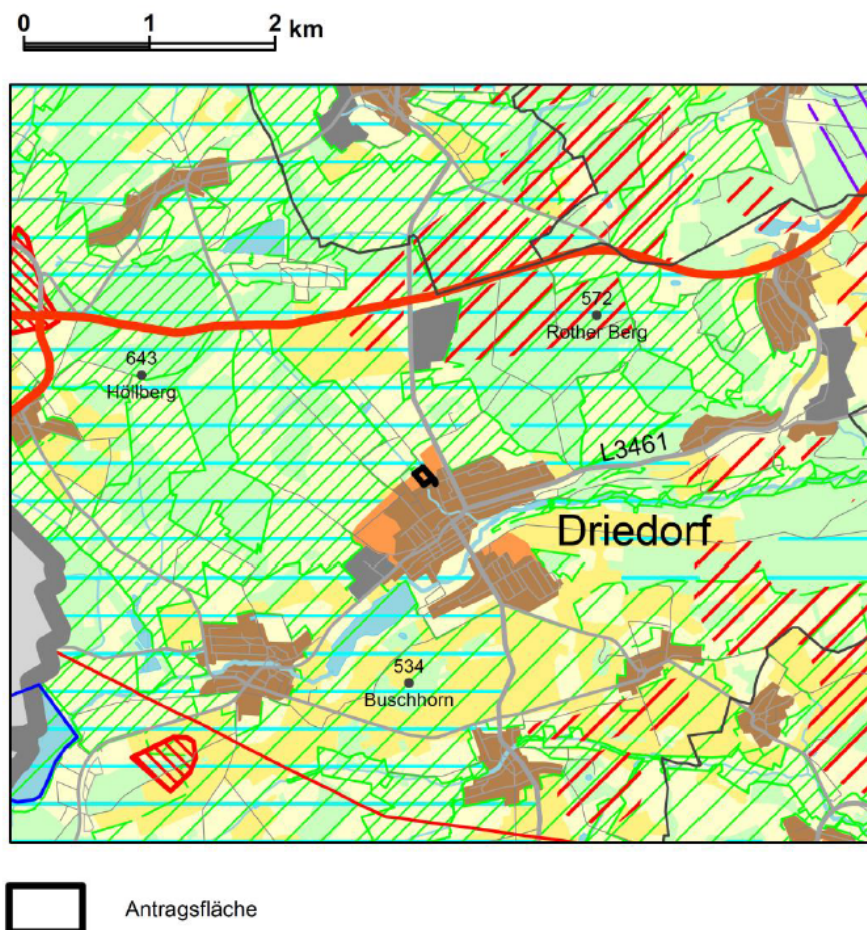 0 1 2 km
572
Rother Berg
643
Höllberg
L3461
Driedorf
534
Buschhorn
Antragsfläche